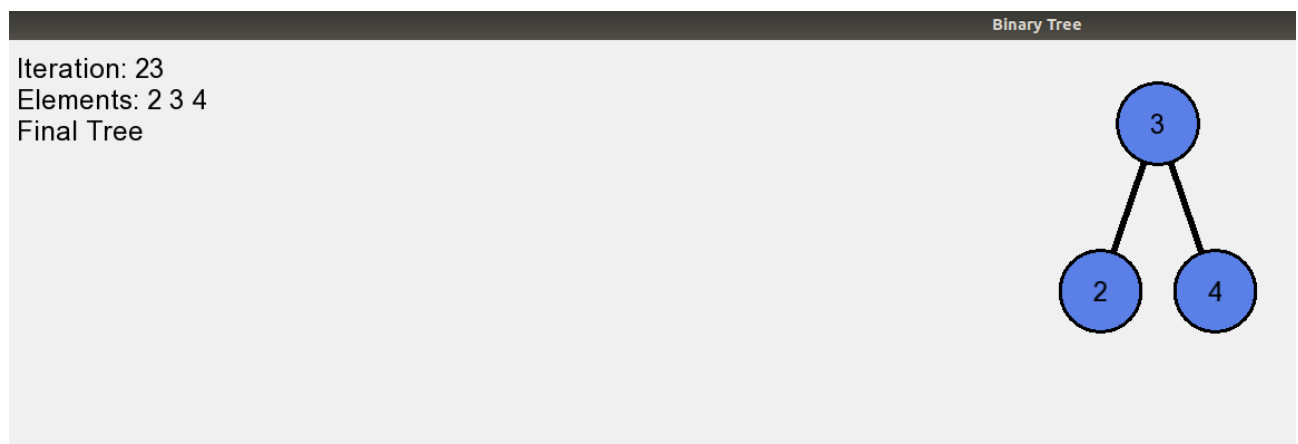 Binary Tree
Iteration: 23
Elements: 2 3 4
Final Tree
3
2 4